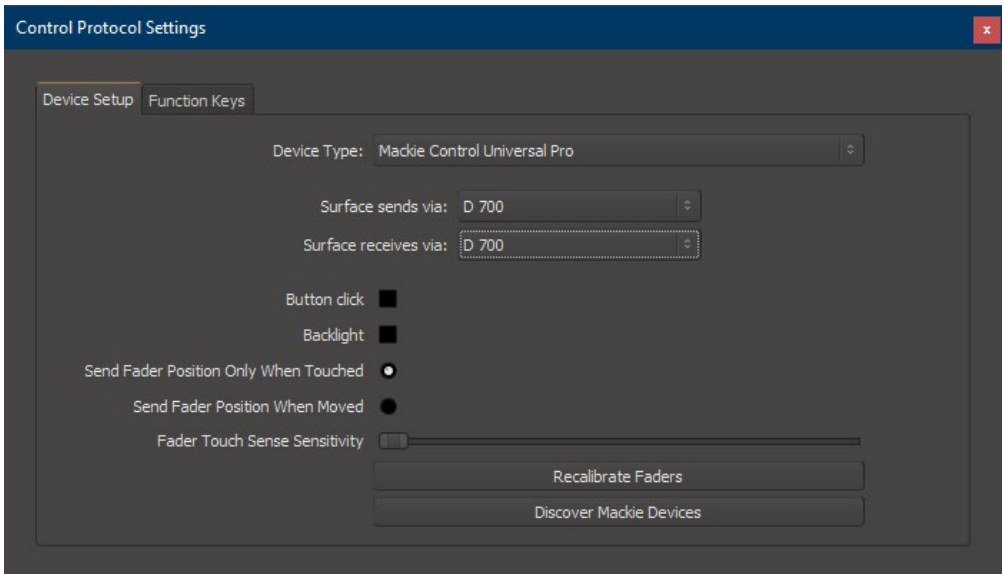 Control Protocol Settings
x
Device Setup Function Keys
Device Type: Mackie Control Universal Pro
Surface sends via: D 700
Surface receives via: D 700
Button click
Backlight
Send Fader Position Only When Touched
Send Fader Position When Moved
Fader Touch Sense Sensitivity
Recalibrate Faders
Discover Mackie Devices